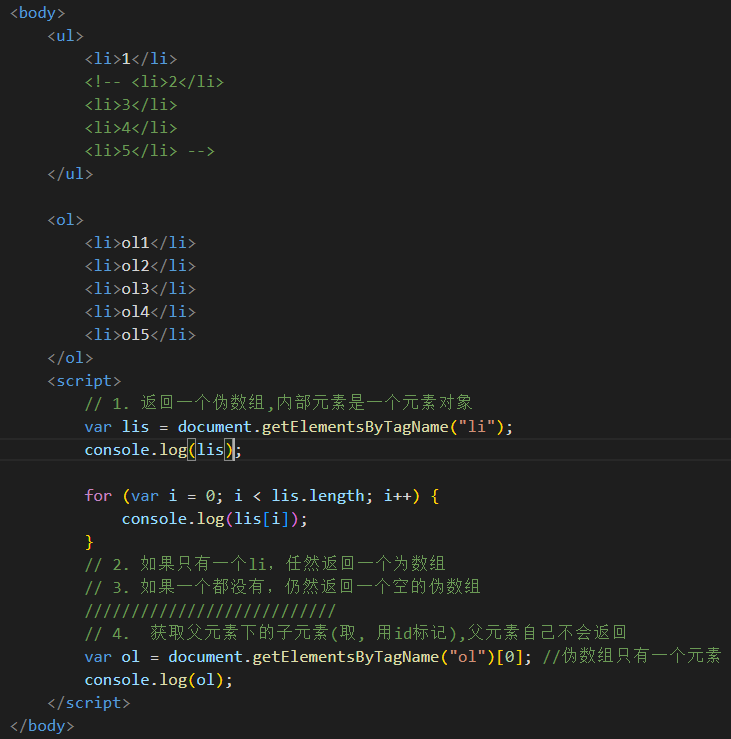 <body>
<ul>
<li>1</li>
<!-- <li>2</li>
<li>3</li>
<li>4</li>
<li>5</li> -->
</ul>
<ol>
<li>ol1</li>
<li>ol2</li>
<li>ol3</li>
<li>ol4</li>
<li>ol5</li>
</ol>
<script>
// 1. 返回一个伪数组,内部元素是一个元素对象
var lis = document.getElementsByTagName("li");
console.log(lis);
for (var i = 0; i < lis.length; i++) {
console.log(lis[i]);
}
// 2. 如果只有一个li，任然返回一个为数组
// 3. 如果一个都没有，仍然返回一个空的伪数组
///////////////////////////
// 4.  获取父元素下的子元素(取, 用id标记),父元素自己不会返回
var ol = document.getElementsByTagName("ol")[0]; //伪数组只有一个元素
console.log(ol);
</script>
</body>